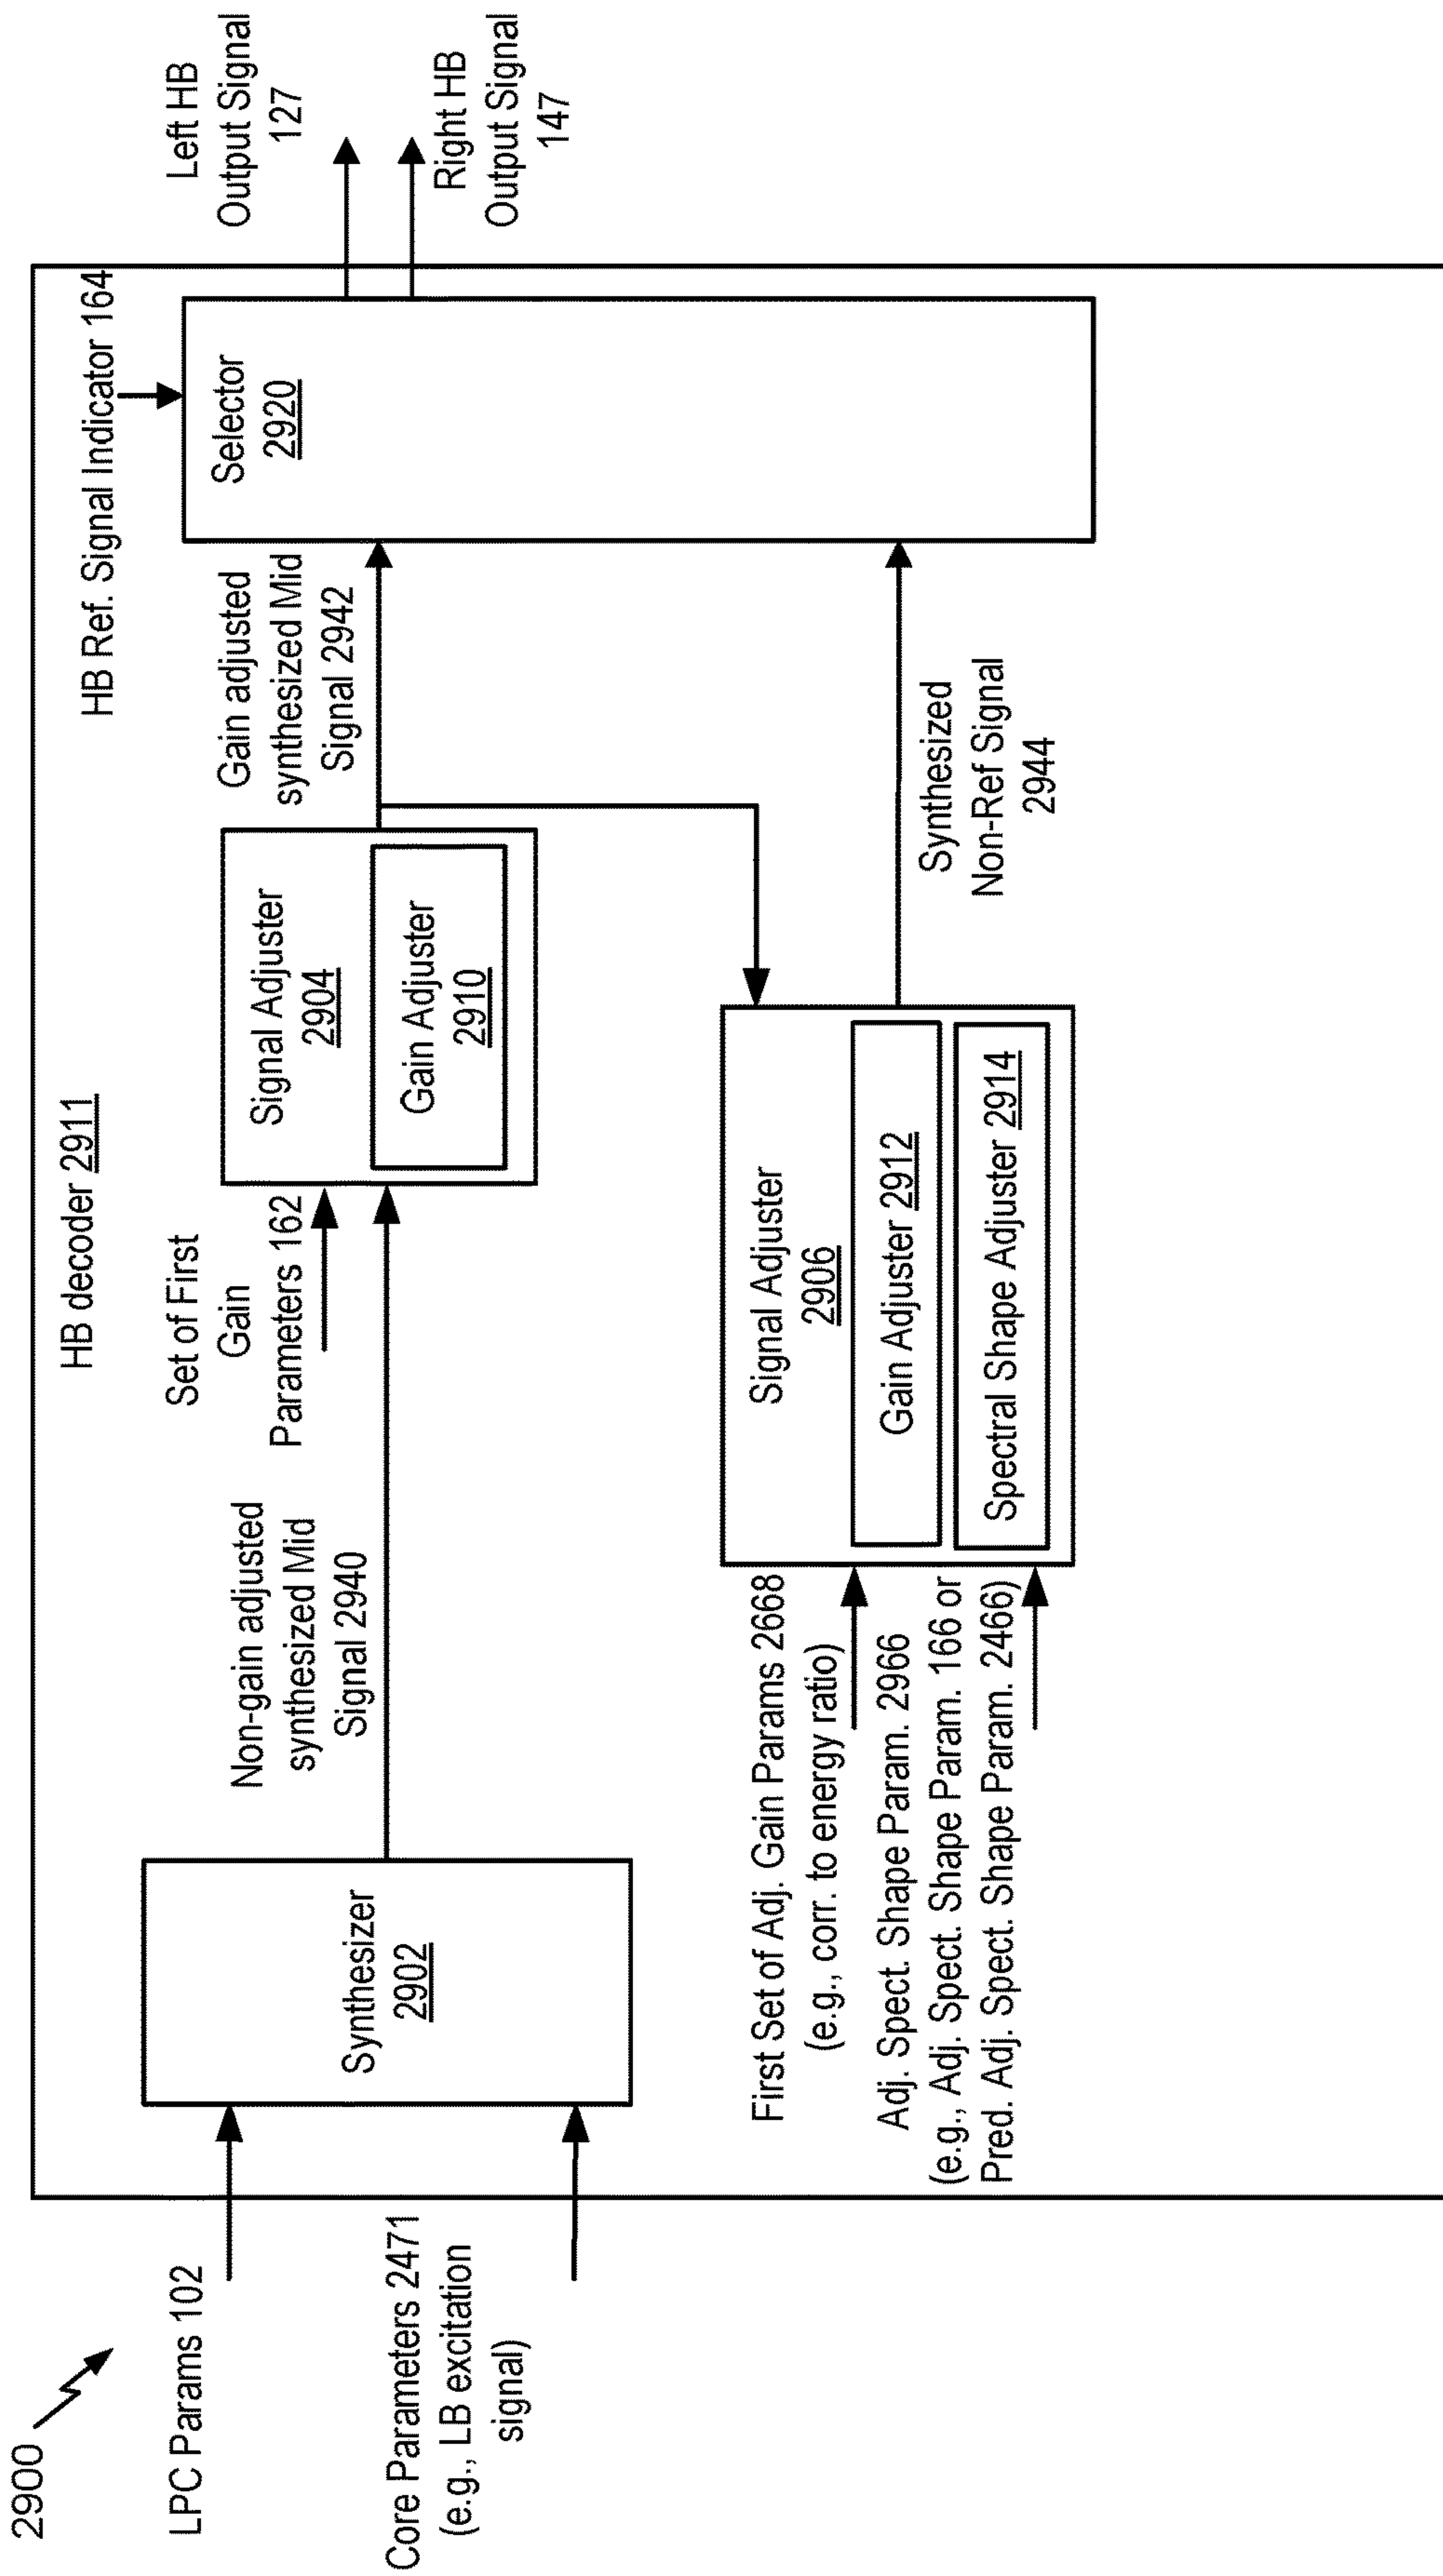 2900
LPC Params 102
Core Parameters 2471
(e.g., LB excitation
signal)
HB decoder 2911
Synthesizer
2902
Non-gain adjusted
synthesized Mid
Signal 2940
Set of First
Gain
Parameters 162
Signal Adjuster
2904
Gain Adjuster
2910
Gain adjusted
synthesized Mid
Signal 2942
HB Ref. Signal Indicator 164
Selector
2920
Left HB
Output Signal
127
Right HB
Output Signal
147
First Set of Adj. Gain Params 2668
(e.g., corr. to energy ratio)
Adj. Spect. Shape Param. 2966
(e.g., Adj. Spect. Shape Param. 166 or
Pred. Adj. Spect. Shape Param. 2466)
Signal Adjuster
2906
Gain Adjuster 2912
Spectral Shape Adjuster 2914
Synthesized
Non-Ref Signal
2944